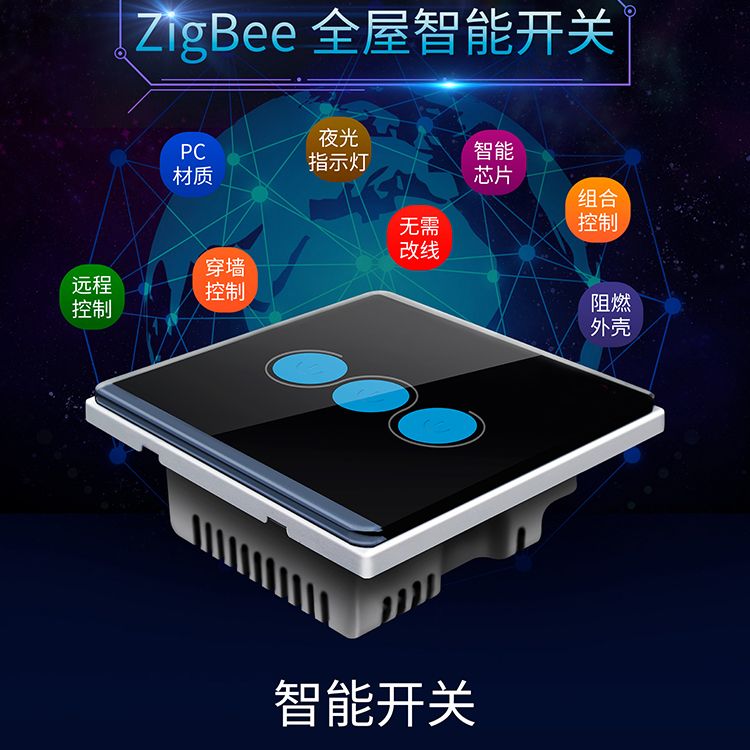 ZigBee 全屋智能开关
PC
材质
夜光
指示灯
智能
芯片
组合
控制
无需
改线
穿墙
控制
远程
控制
阻燃
外壳
智能开关